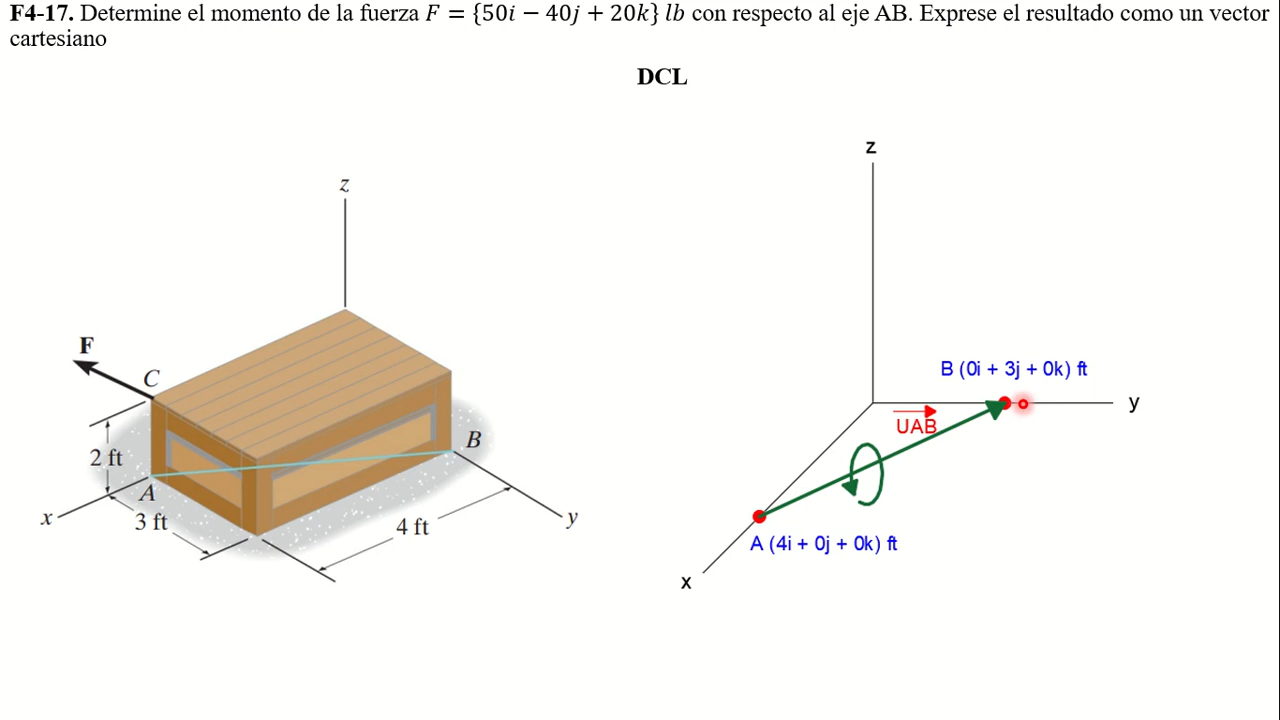 F4-17. Determine el momento de la fuerza F = {50i − 40j + 20k} lb con respecto al eje AB. Exprese el resultado como un vector
cartesiano
DCL
z
z
F
C
B (0i + 3j + 0k) ft
y
UAB
2 ft
B
A
x
3 ft
4 ft
y
A (4i + 0j + 0k) ft
x